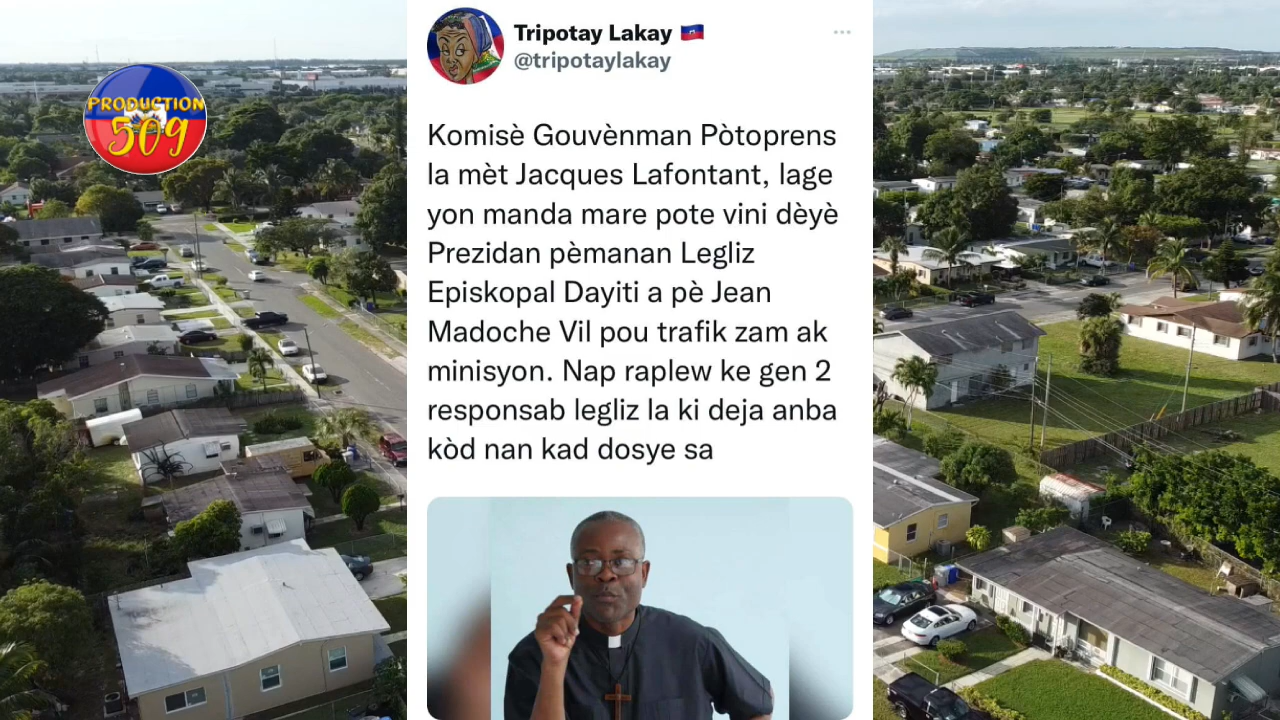 PRODUCTION
509
Tripotay Lakay 🇭🇹
@tripotaylakay
Komisè Gouvènman Pòtoprens
la mèt Jacques Lafontant, lage
yon manda mare pote vini dèyè
Prezidan pèmanan Legliz
Episkopal Dayiti a pè Jean
Madoche Vil pou trafik zam ak
minisyon. Nap raplew ke gen 2
responsab legliz la ki deja anba
kòd nan kad dosye sa